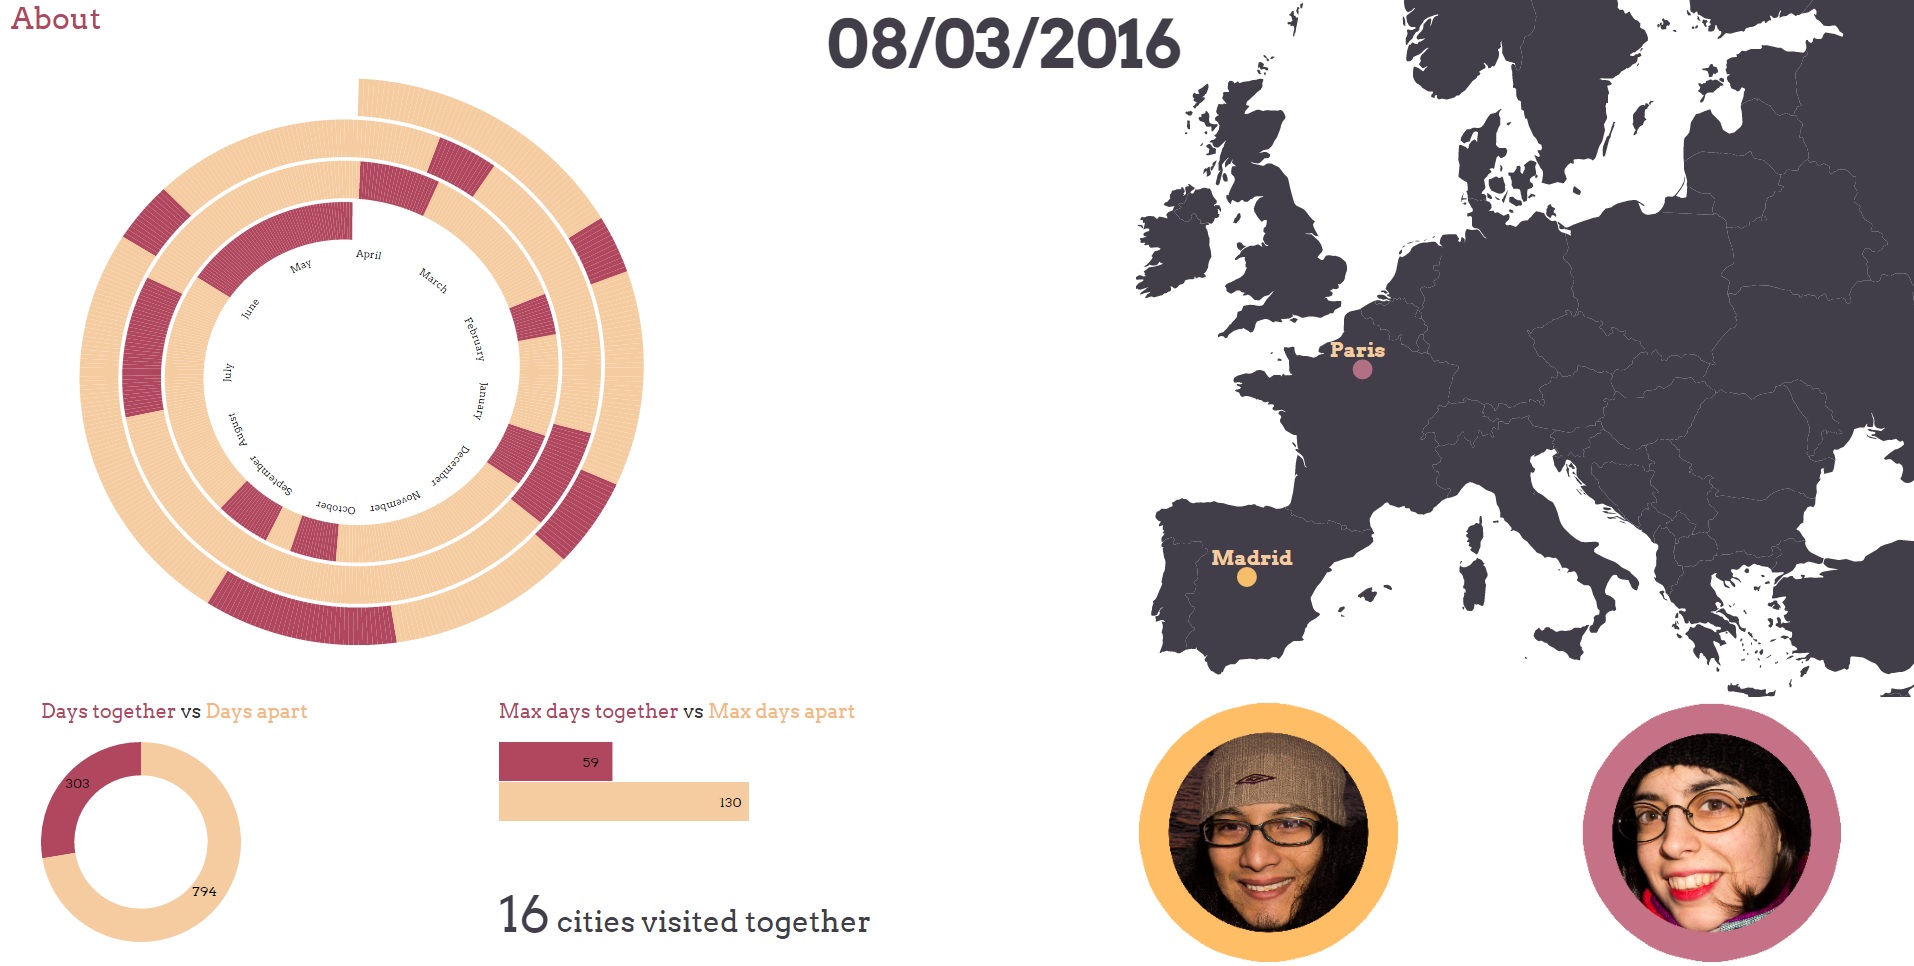 About
08/03/2016
April
March
February
January
December
November
October
September
August
July
June
May
Paris
Madrid
Days together vs Days apart
303
794
Max days together vs Max days apart
59
130
16 cities visited together